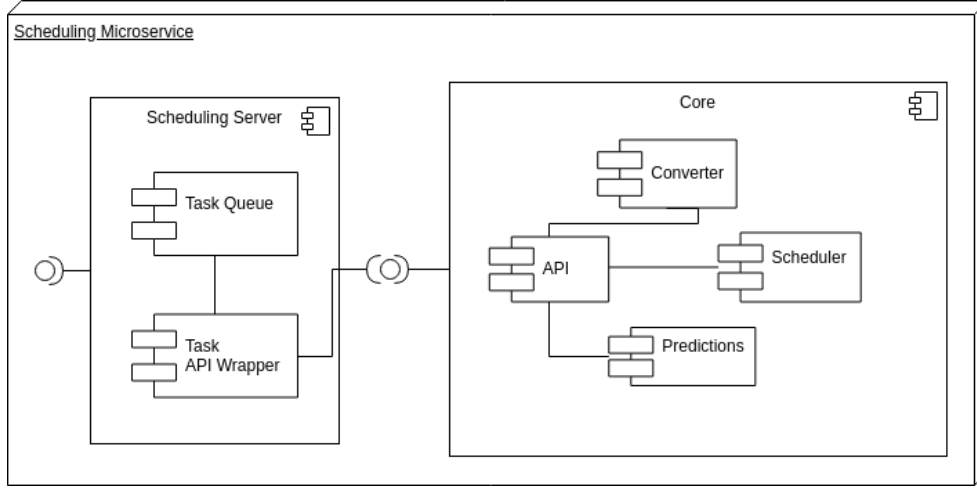 Scheduling Microservice
Scheduling Server
Task Queue
Task
API Wrapper
Core
Converter
API
Scheduler
Predictions